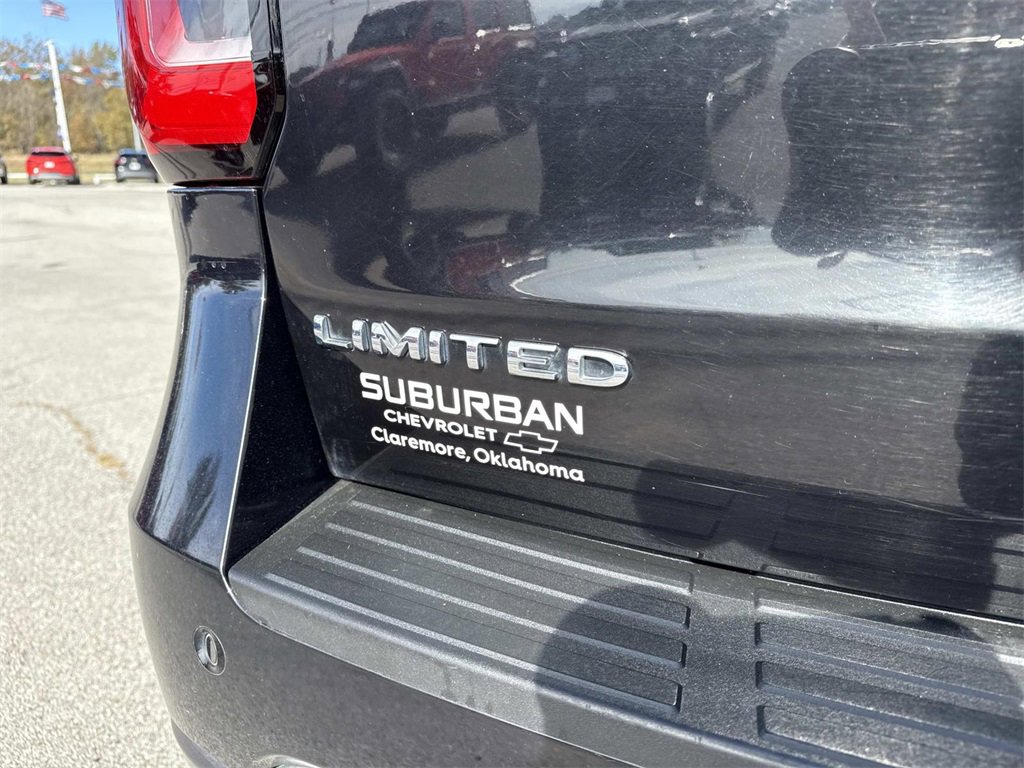 LIMITED
SUBURBAN
CHEVROLET
Claremore, Oklahoma